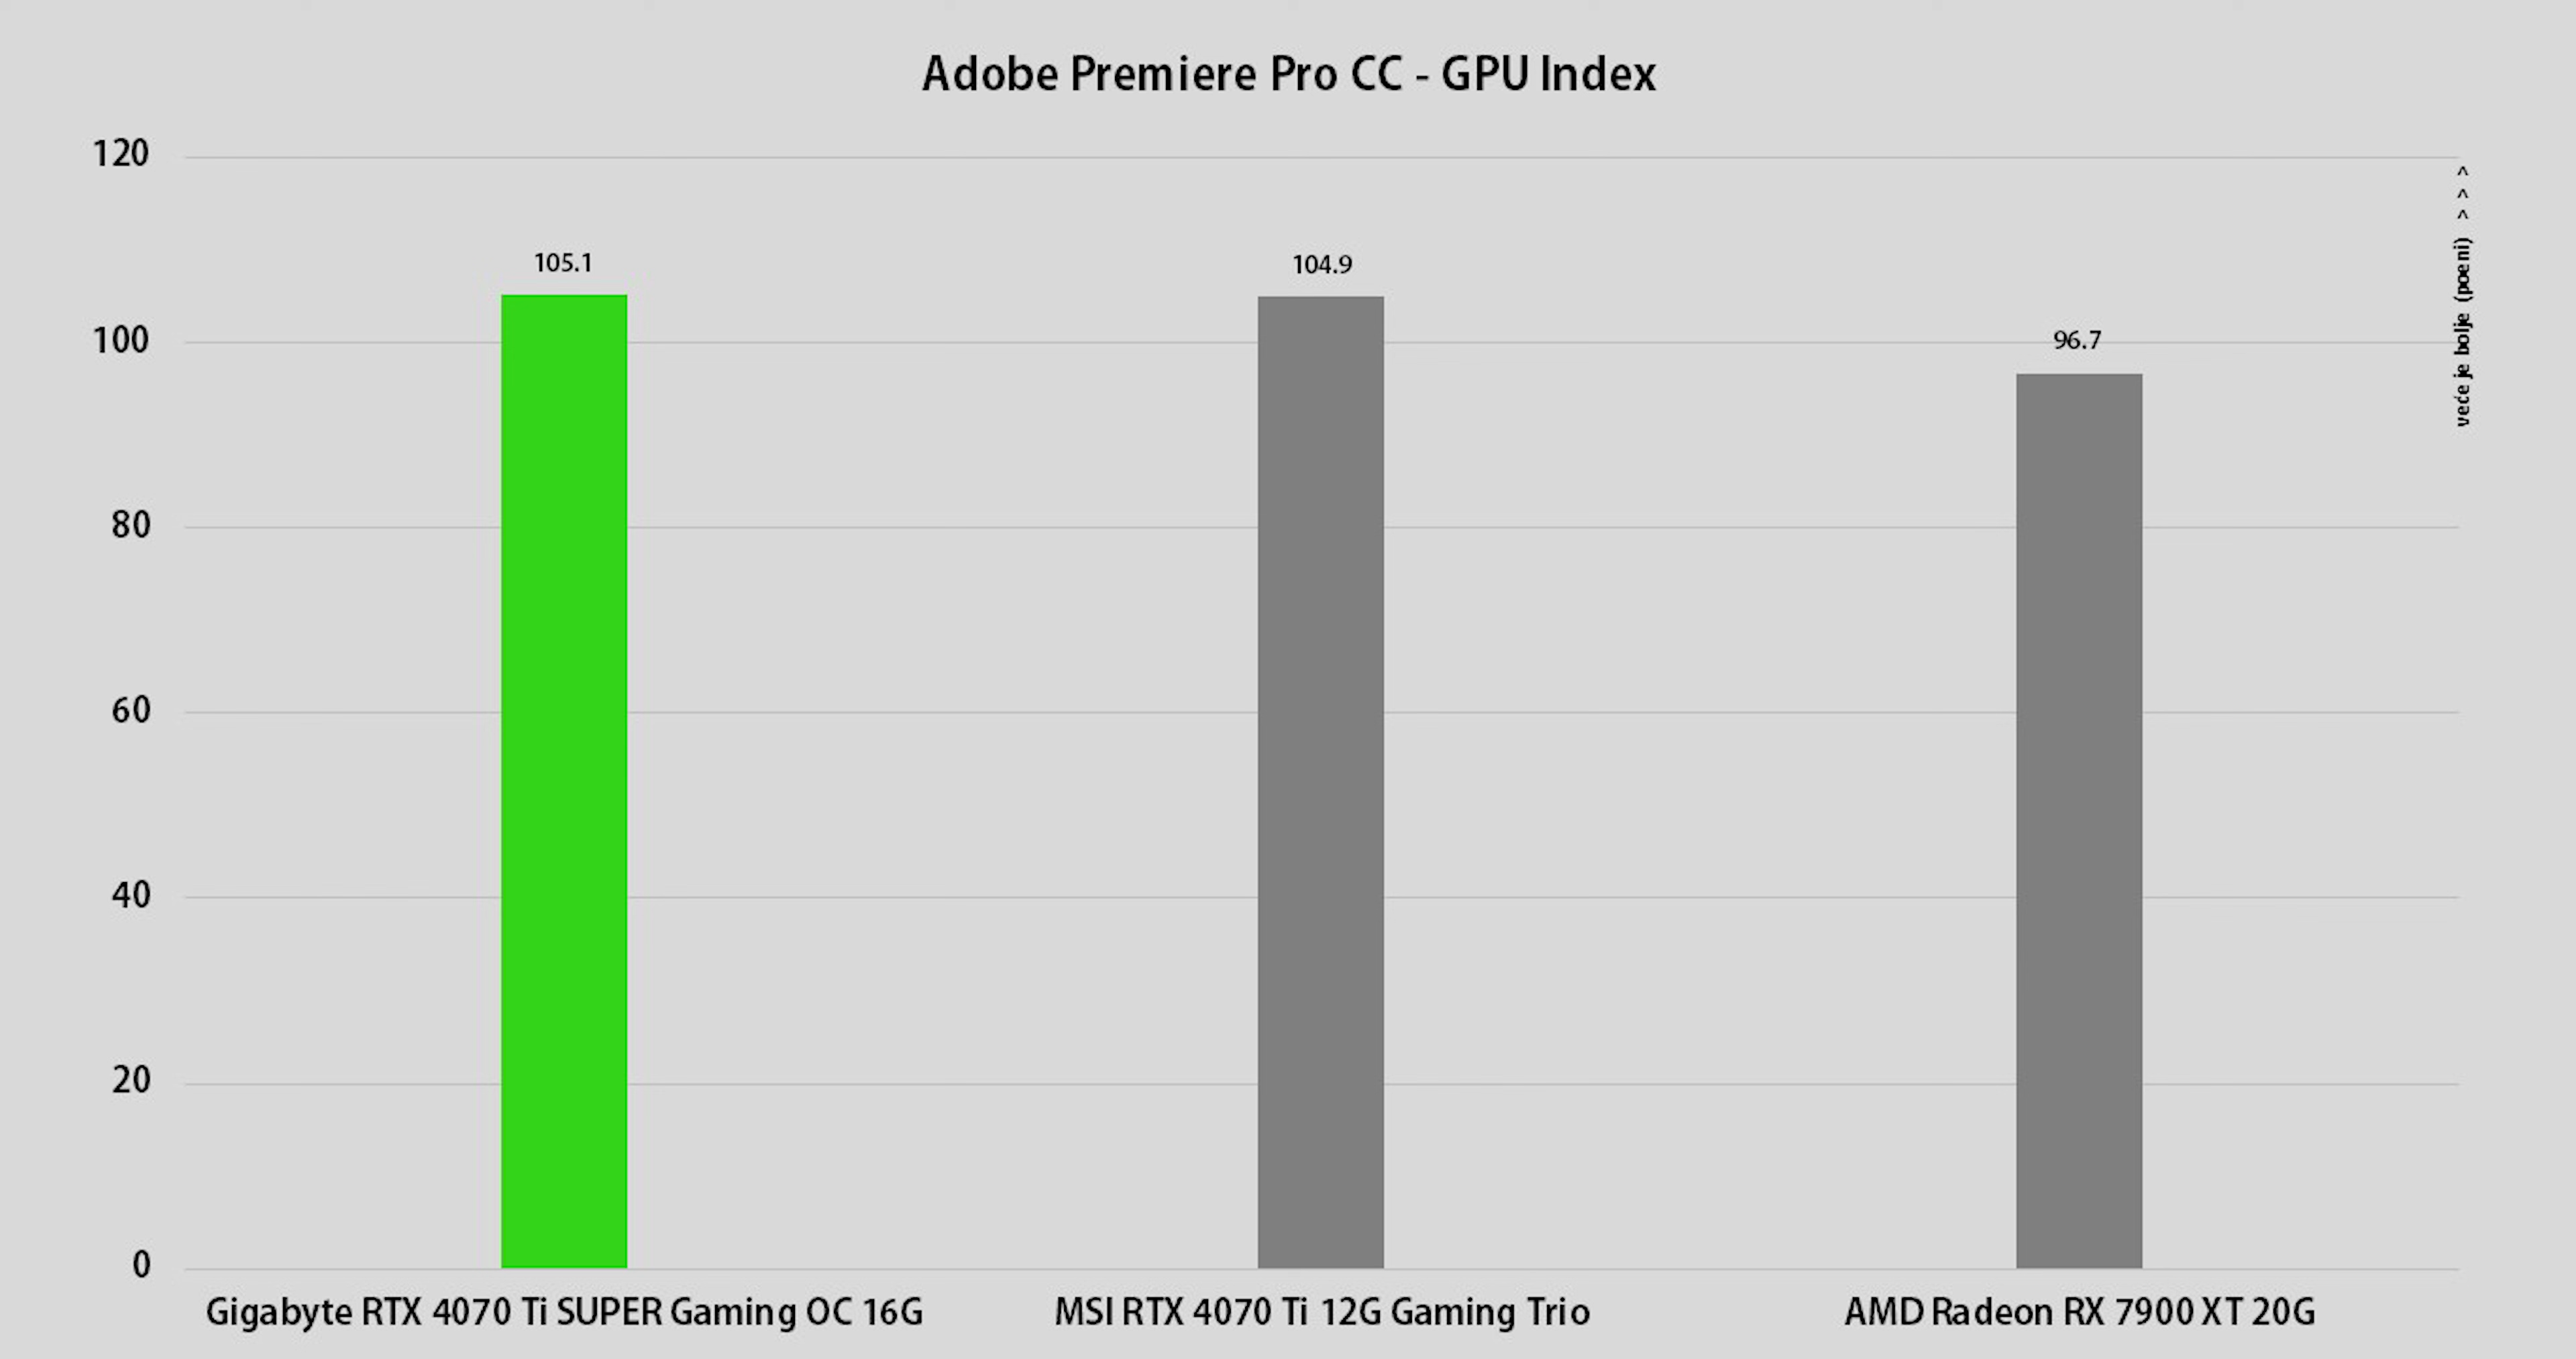 Adobe Premiere Pro CC - GPU Index
120
100
80
60
40
20
0
105.1
104.9
96.7
veće je bolje (poeni) > > >
Gigabyte RTX 4070 Ti SUPER Gaming OC 16G
MSI RTX 4070 Ti 12G Gaming Trio
AMD Radeon RX 7900 XT 20G